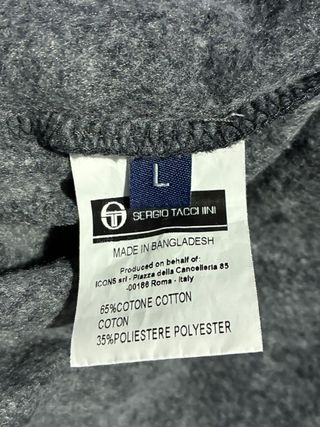 L
SERGIO TACCHINI
MADE IN BANGLADESH
Produced on behalf of:
ICONS srl - Piazza della Cancelleria 85
-00186 Roma - Italy
65%COTONE COTTON
COTON
35%POLIESTERE POLYESTER